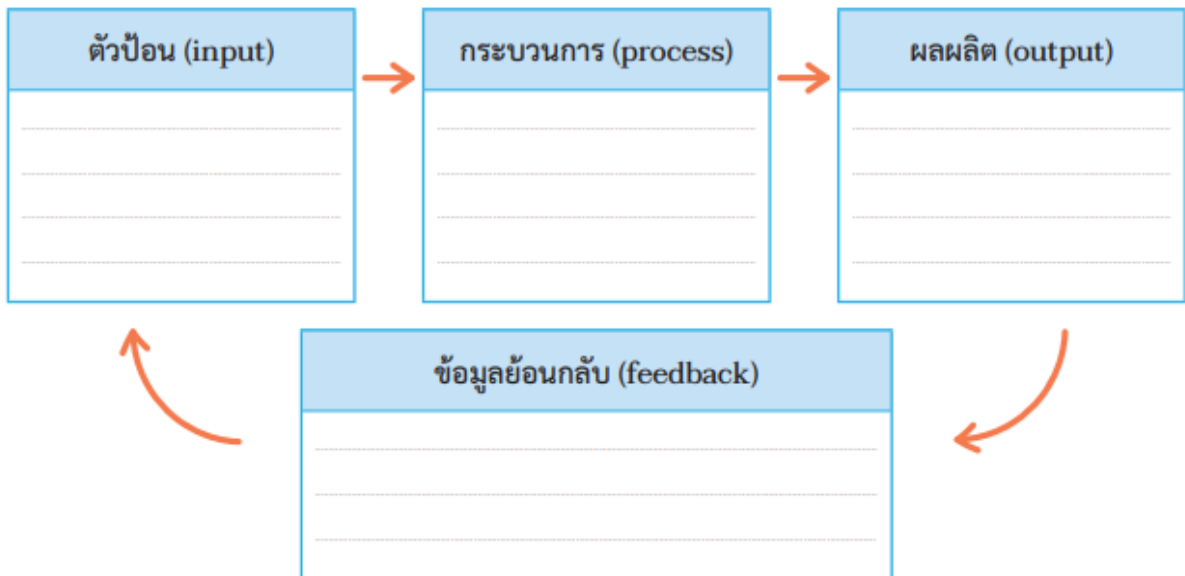 ตัวป้อน (input)
กระบวนการ (process)
ผลผลิต (output)
ข้อมูลย้อนกลับ (feedback)